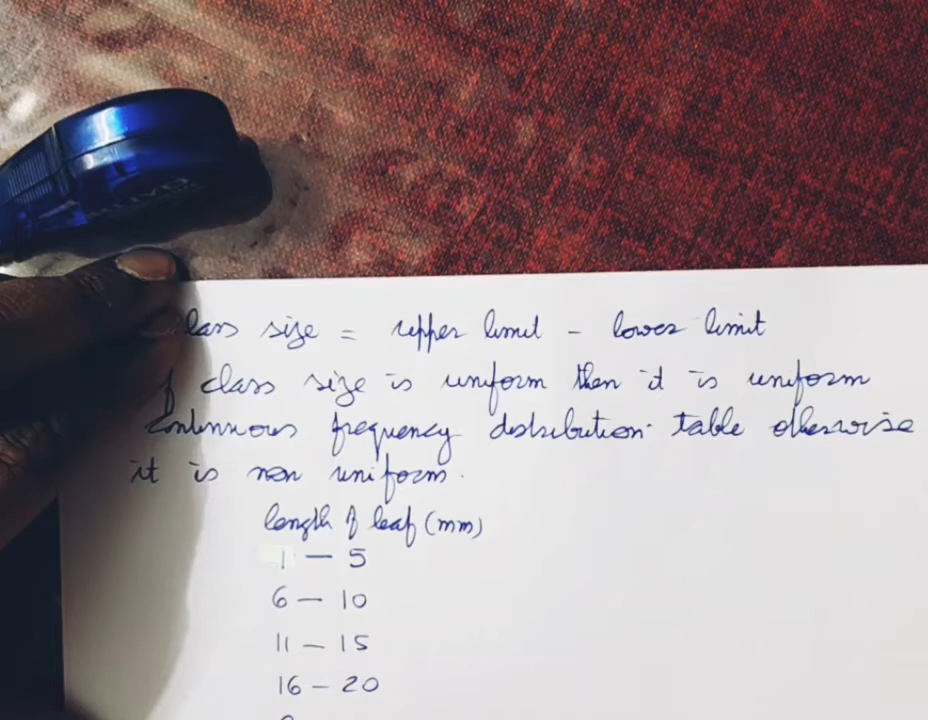 lass size = upper limit - lower limit
If class size is uniform then it is uniform
continuous frequency distribution table otherwise
it is non uniform.
length of leaf (mm)
1 — 5
6 — 10
11 — 15
16 — 20